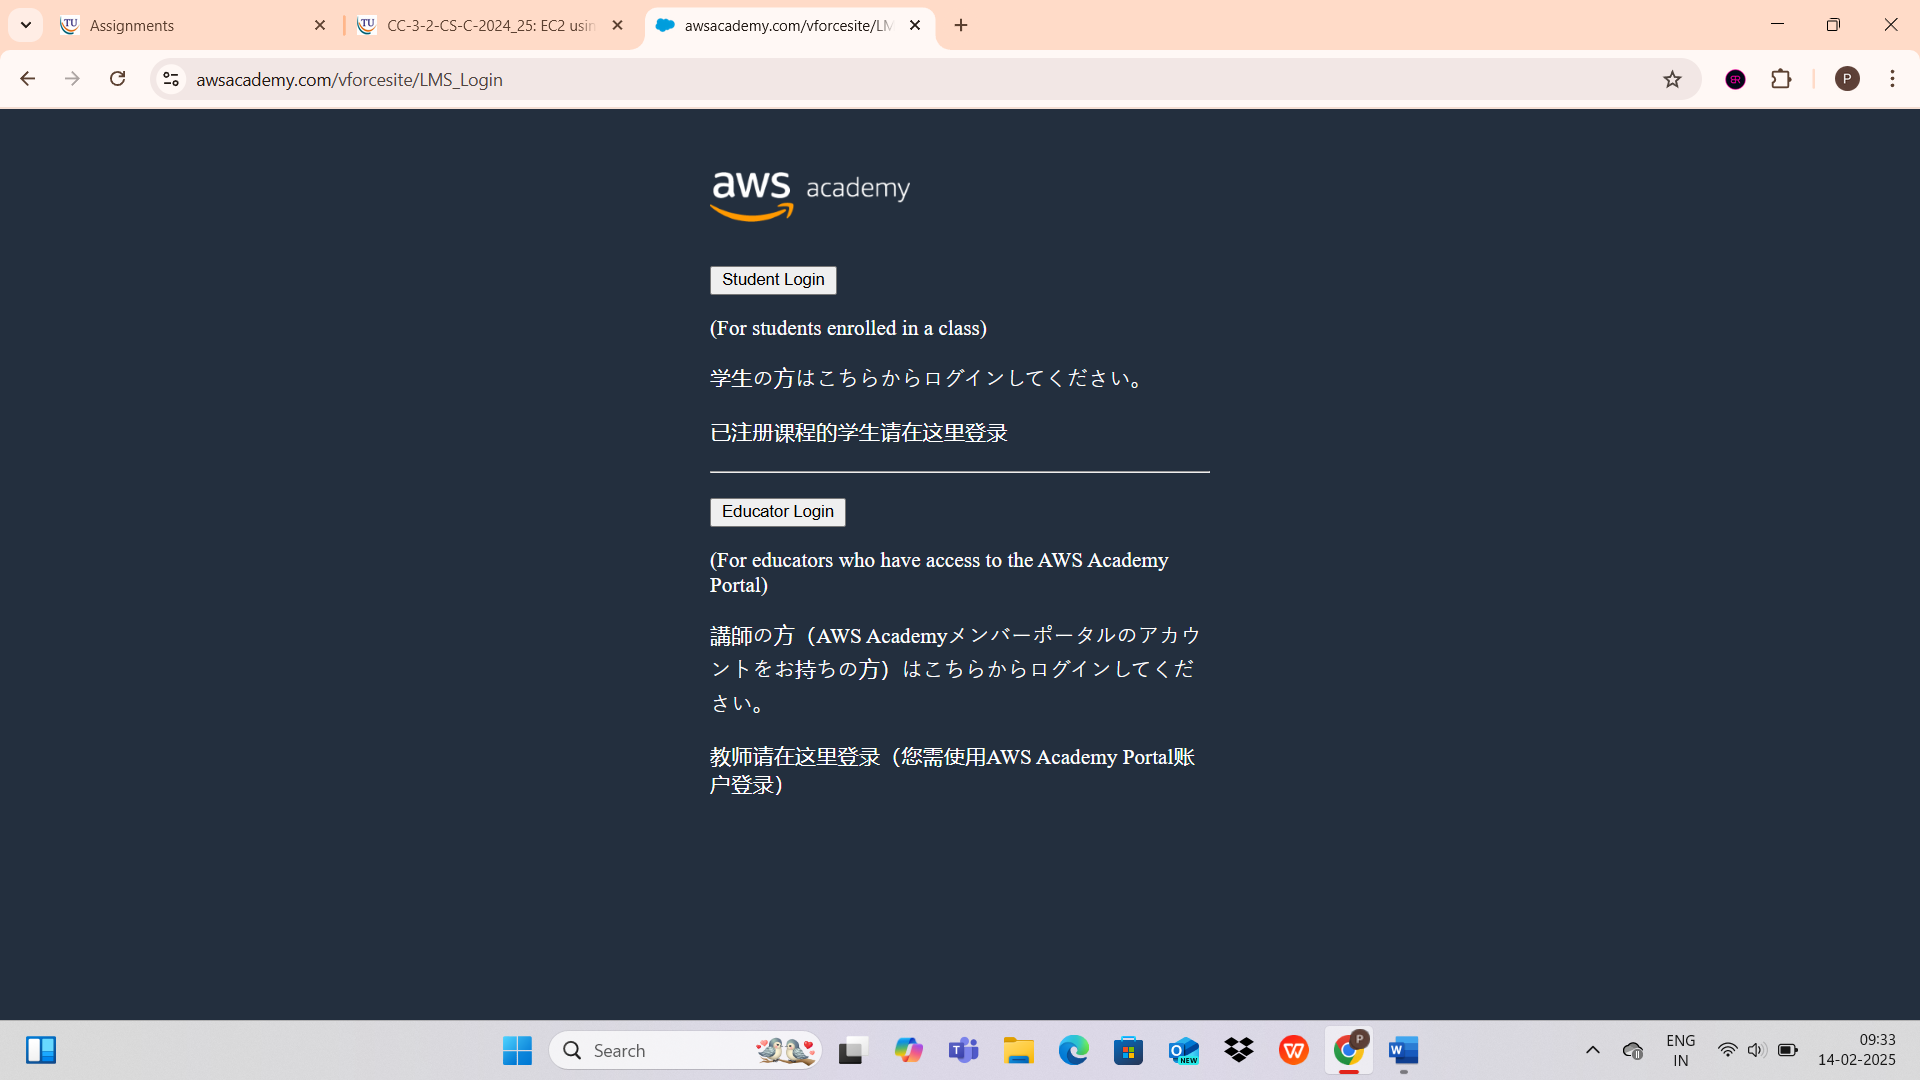 Assignments
CC-3-2-CS-C-2024_25: EC2 usin
awsacademy.com/vforcesite/LM
awsacademy.com/vforcesite/LMS_Login
P
aws academy
Student Login
(For students enrolled in a class)
学生の方はこちらからログインしてください。
已注册课程的学生请在这里登录
Educator Login
(For educators who have access to the AWS Academy
Portal)
講師の方（AWS Academyメンバーポータルのアカウ
ントをお持ちの方）はこちらからログインしてくだ
さい。
教师请在这里登录（您需使用AWS Academy Portal账
户登录）
Search
NEW
P
ENG
IN
09:33
14-02-2025